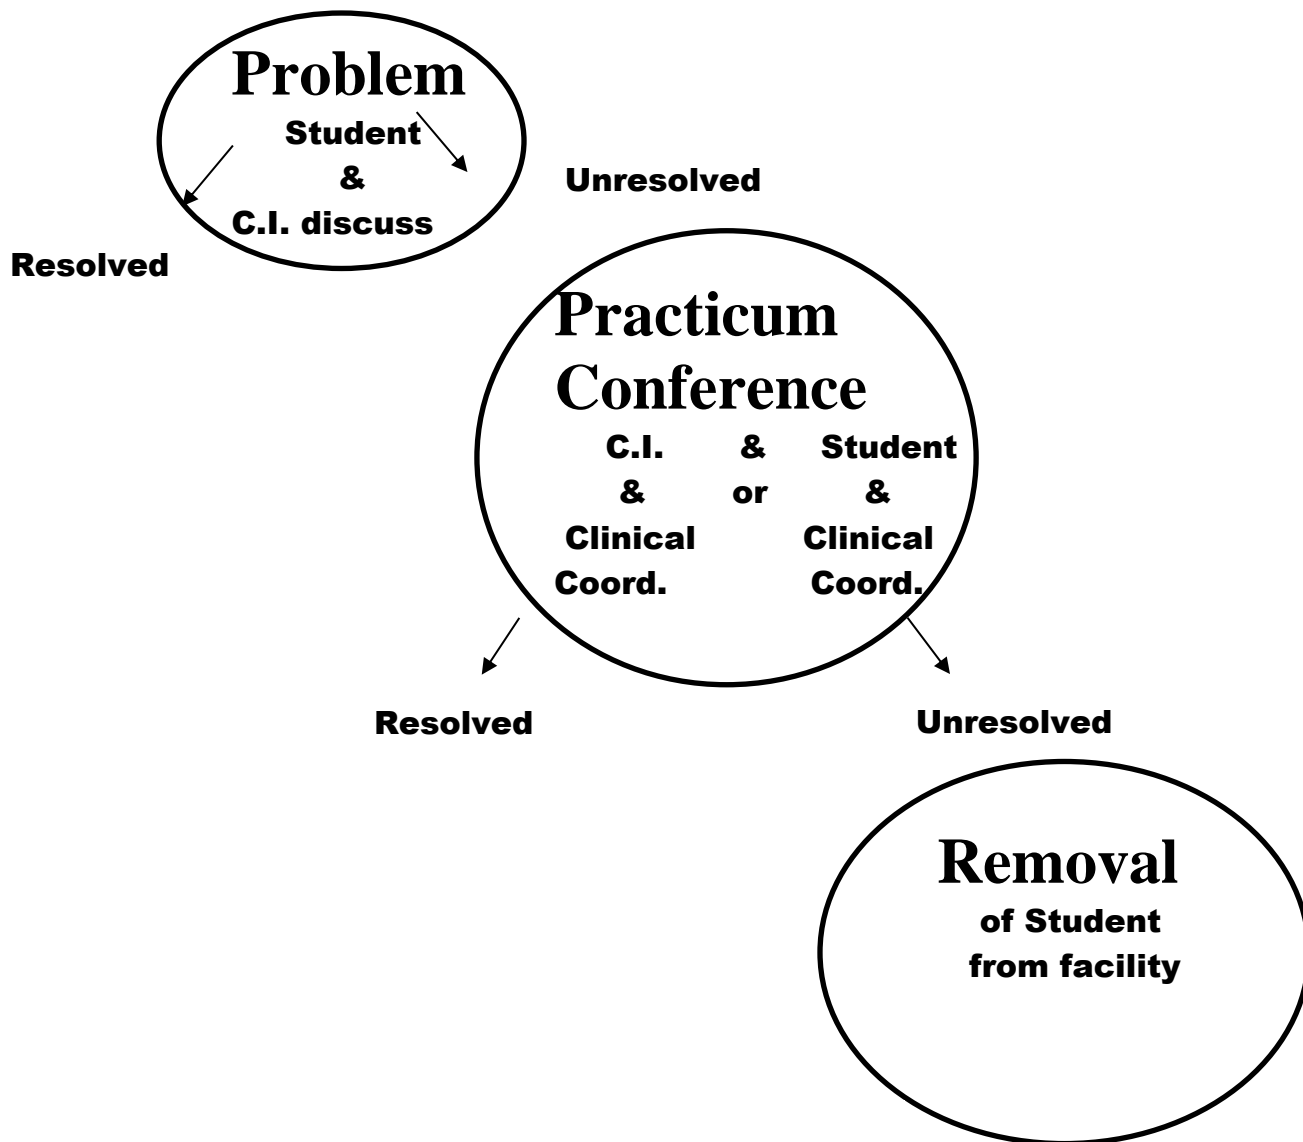 Problem
Student
&
C.I. discuss
Unresolved
Resolved
Practicum
Conference
C.I. & Student
& or &
Clinical Clinical
Coord. Coord.
Resolved Unresolved
Removal
of Student
from facility